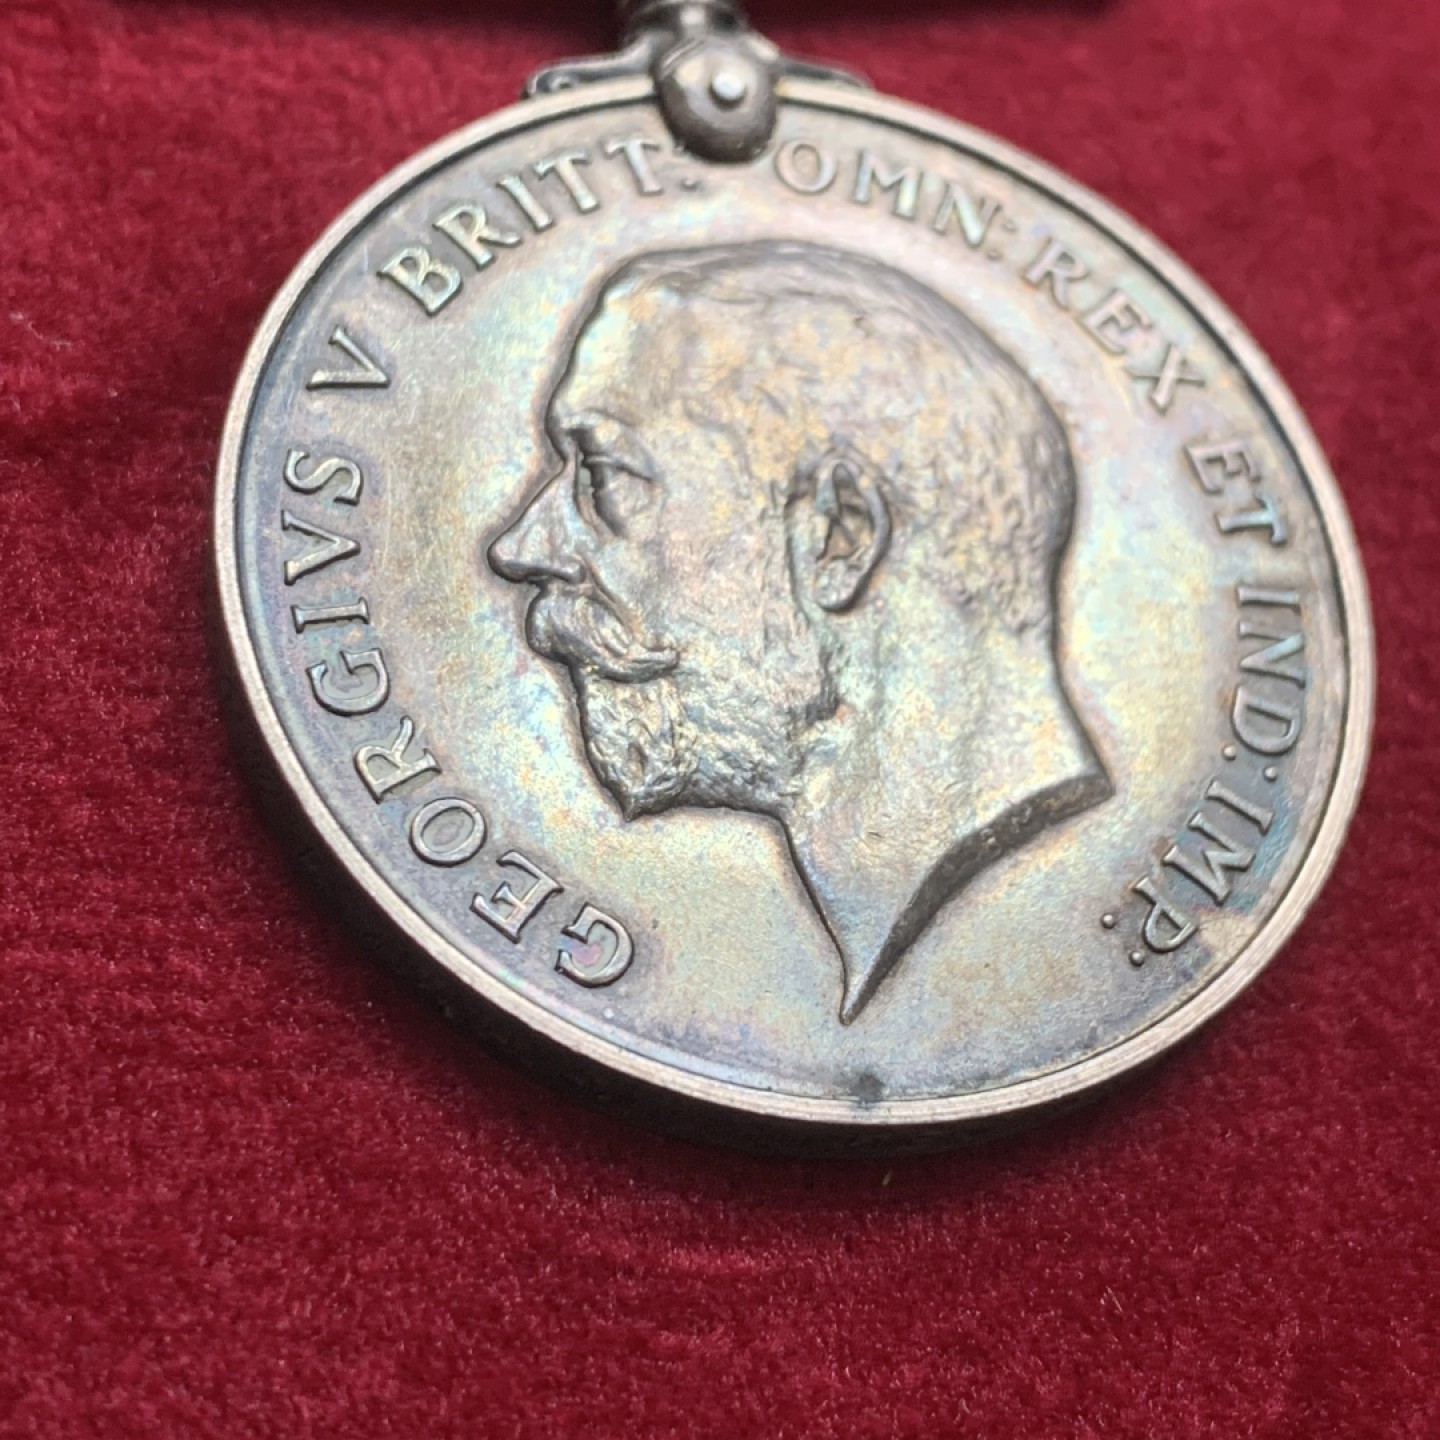 GEORGIVS V BRITT: OMN: REX ET IND: IMP: